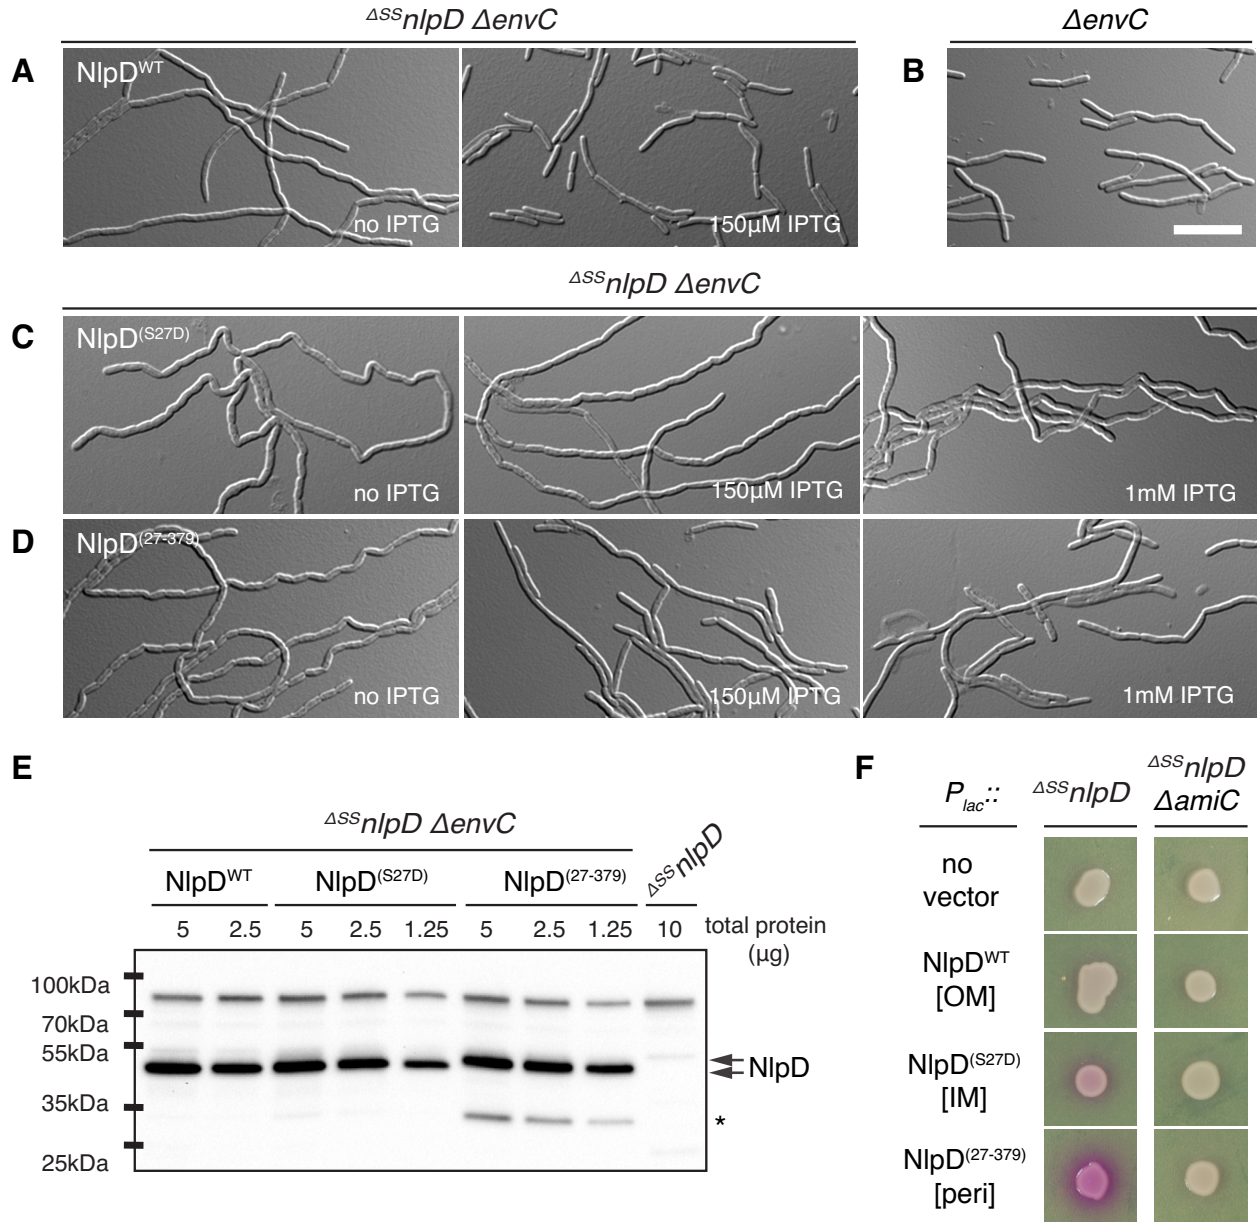 ΔSSnlpD ΔenvC
ΔenvC
A
NlpDWT
no IPTG
150µM IPTG
B
ΔSSnlpD ΔenvC
C
NlpD(S27D)
no IPTG
150µM IPTG
1mM IPTG
D
NlpD(27-379)
no IPTG
150µM IPTG
1mM IPTG
E
ΔSSnlpD ΔenvC
ΔSSnlpD
NlpDWT
NlpD(S27D)
NlpD(27-379)
5 2.5 5 2.5 1.25 5 2.5 1.25 10 total protein
(µg)
100kDa
70kDa
55kDa
35kDa
25kDa
NlpD
*
F
Plac::
ΔSSnlpD
ΔSSnlpD
ΔamiC
no
vector
NlpDWT
[OM]
NlpD(S27D)
[IM]
NlpD(27-379)
[peri]